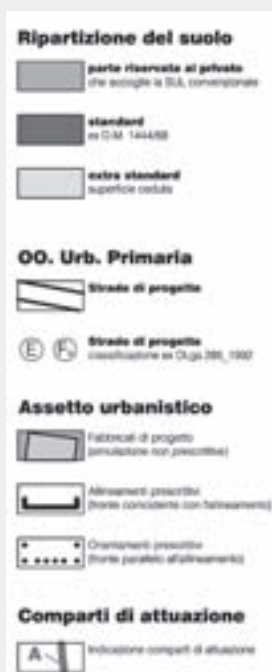 Ripartizione del suolo
parte riservata al privato
che accoglie la SUL convenzionale
standard
ex D.M. 1444/68
extra standard
superficie ceduta
OO. Urb. Primaria
Strade di progetto
E F Strade di progetto
classificazione ex DLgs 285_1992
Assetto urbanistico
Fabbricati di progetto
(simulazione non prescrittiva)
Allineamenti prescrittivi
(fronte coincidente con l'allineamento)
Orientamenti prescrittivi
(fronte parallelo all'allineamento)
Comparti di attuazione
A Indicazione comparti di attuazione